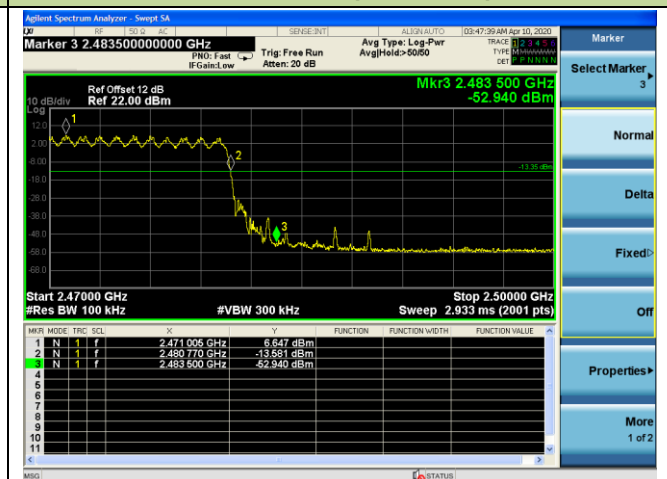 Agilent Spectrum Analyzer - Swept SA
RF 50 Ω AC SENSE:INT ALIGN AUTO 03:47:39 AM Apr 10, 2020
Marker 3 2.483500000000 GHz
PNO: Fast
IFGain:Low
Trig: Free Run
Atten: 20 dB
Avg Type: Log-Pwr
Avg|Hold:>50/50
TRACE 1 2 3 4 5 6
TYPE M
DET P P N N N N
Ref Offset 12 dB
10 dB/div Ref 22.00 dBm
Log
Mkr3 2.483 500 GHz
-52.940 dBm
12.0
2.00
-8.00
-18.0
-28.0
-38.0
-48.0
-58.0
-68.0
1
2
3
-13.35 dBm
Start 2.47000 GHz Stop 2.50000 GHz
#Res BW 100 kHz #VBW 300 kHz Sweep 2.933 ms (2001 pts)
MKR MODE TRC SCL X Y FUNCTION FUNCTION WIDTH FUNCTION VALUE
1 N 1 f 2.471 005 GHz 6.647 dBm
2 N 1 f 2.480 770 GHz -13.581 dBm
3 N 1 f 2.483 500 GHz -52.940 dBm
4
5
6
7
8
9
10
11
MSG STATUS
Marker
Select Marker
3
Normal
Delta
Fixed
Off
Properties
More
1 of 2